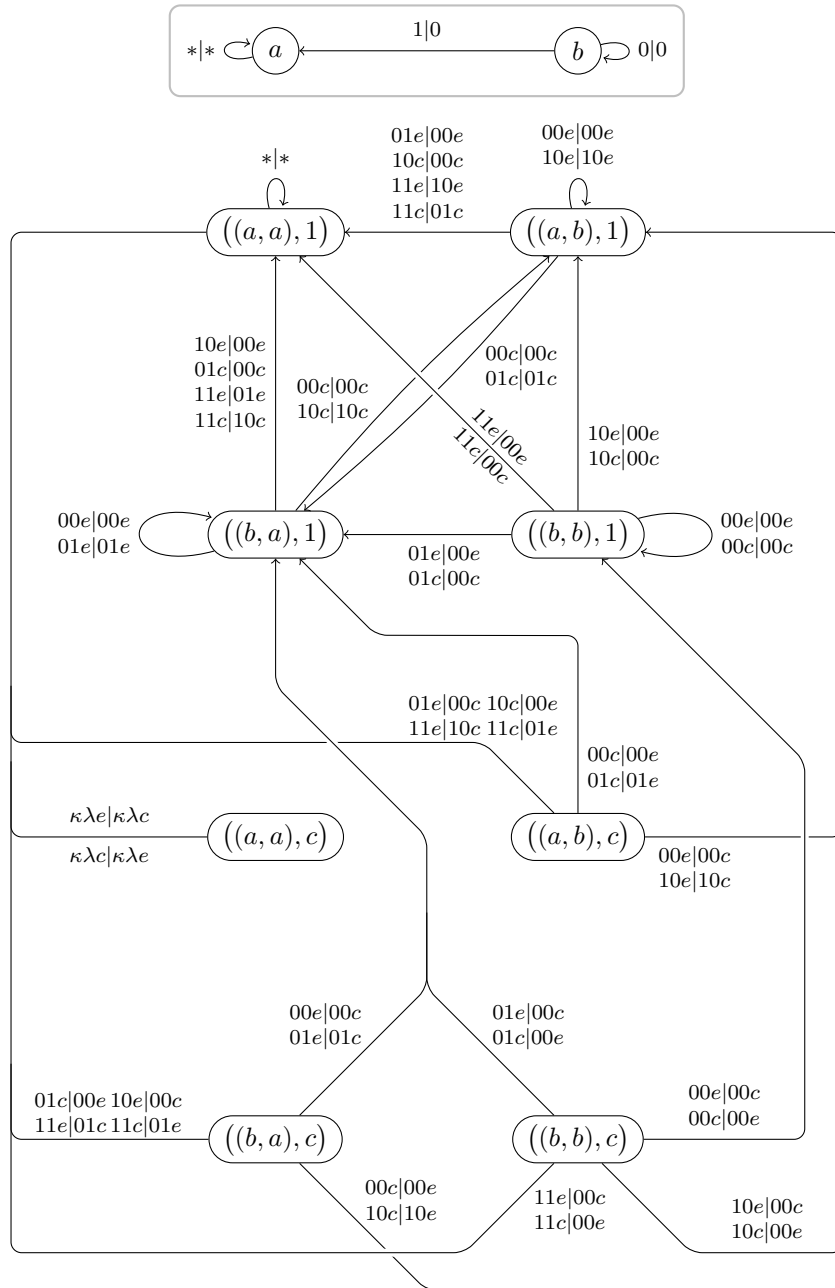 1|0
∗|∗ a b 0|0
01e|00e
10c|00c
11e|10e
11c|01c
00e|00e
10e|10e
∗|∗
((a, a), 1) ((a, b), 1)
10e|00e
01c|00c
11e|01e
11c|10c
00c|00c
10c|10c
00c|00c
01c|01c
11e|00e
11c|00c
10e|00e
10c|00c
00e|00e
01e|01e
((b, a), 1) ((b, b), 1)
00e|00e
00c|00c
01e|00e
01c|00c
01e|00c 10c|00e
11e|10c 11c|01e
00c|00e
01c|01e
κλe|κλc
κλc|κλe
((a, a), c) ((a, b), c)
00e|00c
10e|10c
00e|00c
01e|01c
01e|00c
01c|00e
01c|00e 10e|00c
11e|01c 11c|01e
((b, a), c) ((b, b), c)
00e|00c
00c|00e
00c|00e
10c|10e
11e|00c
11c|00e
10e|00c
10c|00e